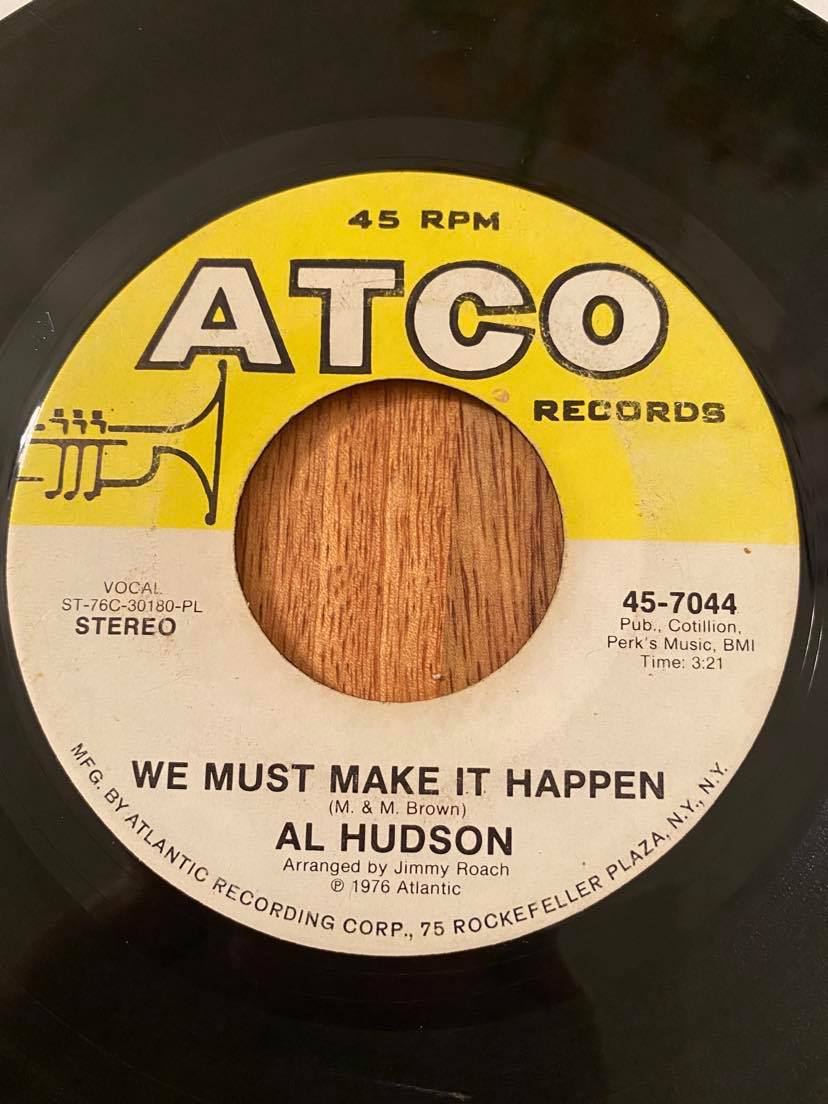 45 RPM
ATCO
RECORDS
VOCAL
ST-76C-30180-PL
STEREO
45-7044
Pub., Cotillion,
Perk's Music, BMI
Time: 3:21
WE MUST MAKE IT HAPPEN
(M. & M. Brown)
AL HUDSON
Arranged by Jimmy Roach
℗ 1976 Atlantic
MFG. BY ATLANTIC RECORDING CORP., 75 ROCKEFELLER PLAZA, N.Y., N.Y.